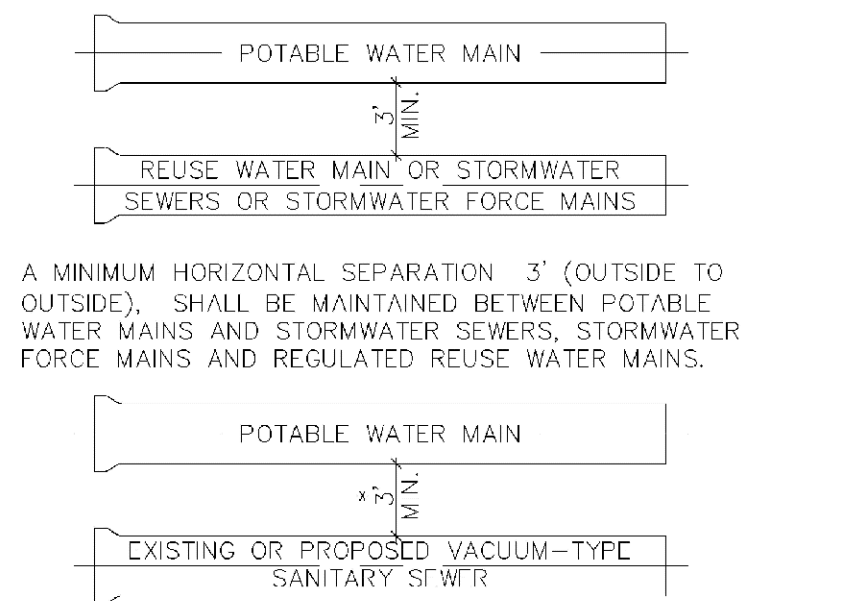 POTABLE WATER MAIN
3' MIN.
REUSE WATER MAIN OR STORMWATER
SEWERS OR STORMWATER FORCE MAINS
A MINIMUM HORIZONTAL SEPARATION 3' (OUTSIDE TO
OUTSIDE), SHALL BE MAINTAINED BETWEEN POTABLE
WATER MAINS AND STORMWATER SEWERS, STORMWATER
FORCE MAINS AND REGULATED REUSE WATER MAINS.
POTABLE WATER MAIN
x 3' MIN.
EXISTING OR PROPOSED VACUUM-TYPE
SANITARY SEWER